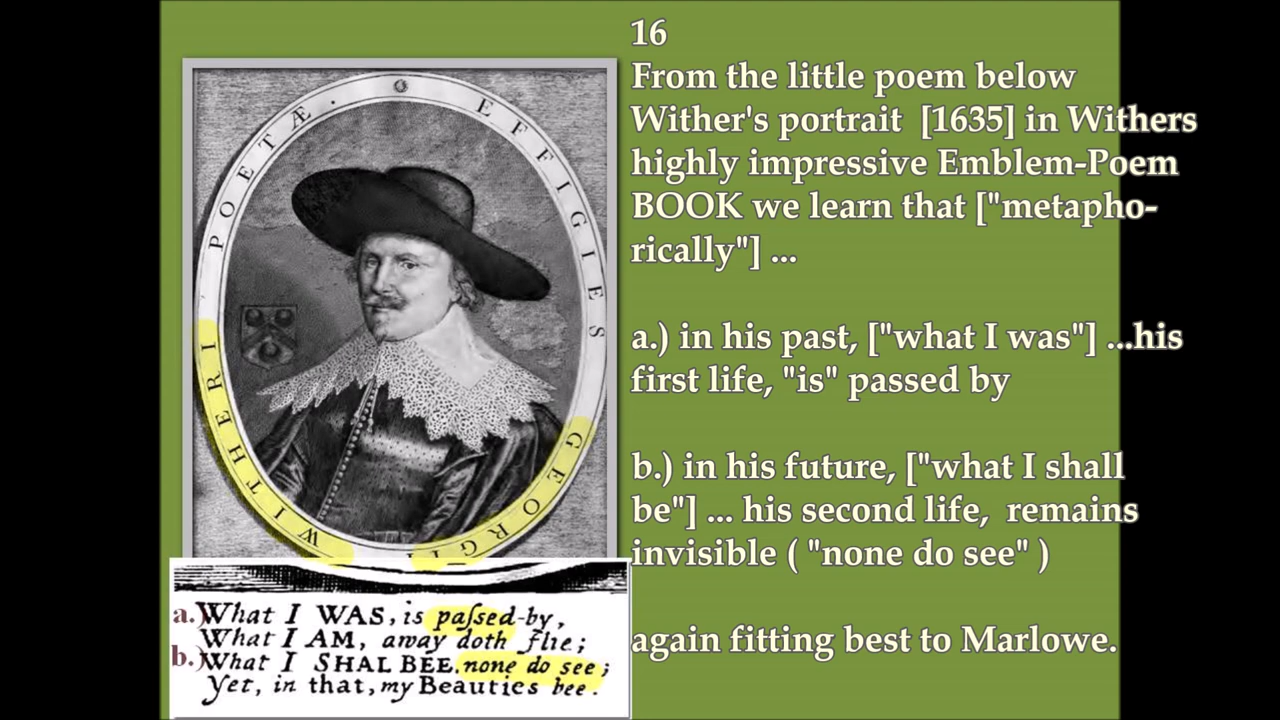 16
From the little poem below
Wither's portrait [1635] in Withers
highly impressive Emblem-Poem
BOOK we learn that ["metapho-
rically"] ...
a.) in his past, ["what I was"] ...his
first life, "is" passed by
b.) in his future, ["what I shall
be"] ... his second life, remains
invisible ( "none do see" )
again fitting best to Marlowe.
EFFIGIES GEORGII WITHERI POETÆ.
a.) What I WAS, is paſsed-by,
What I AM, away doth flie;
b.) What I SHAL BEE, none do see;
Yet, in that, my Beauties bee.